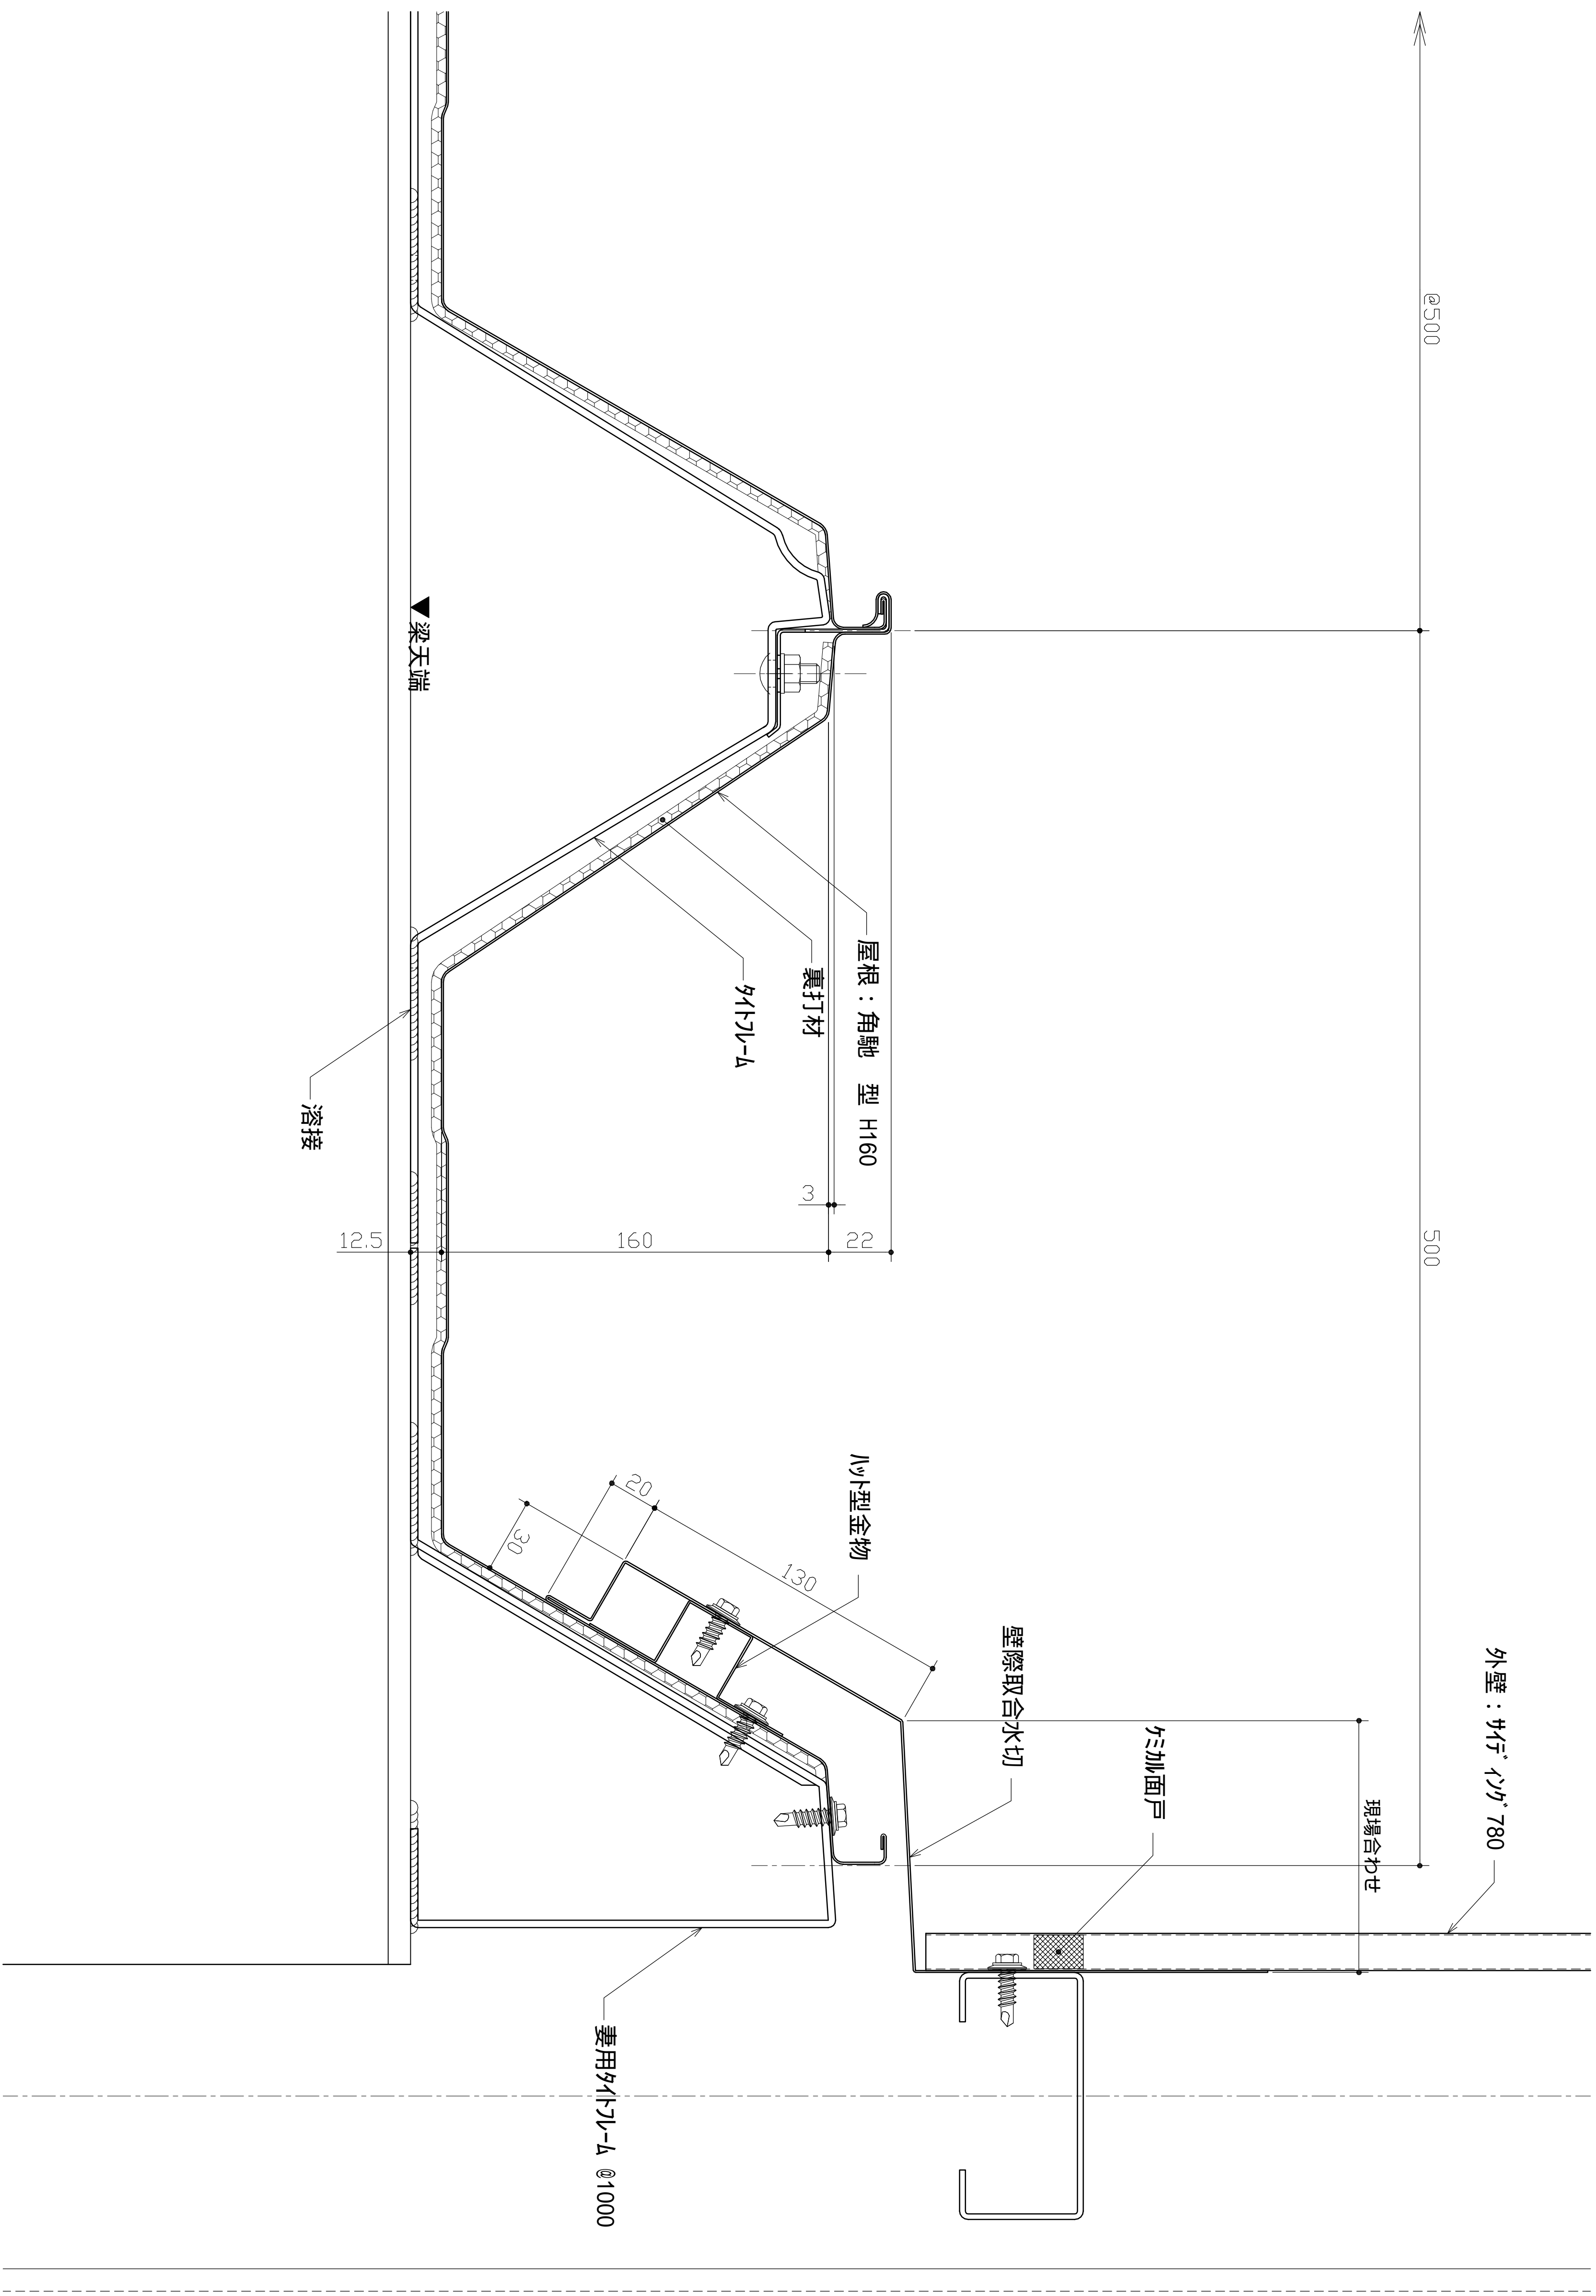 @500
500
外壁：ｻｲﾃﾞｨﾝｸﾞ780
現場合わせ
ｹﾐｶﾙ面戸
壁際取合水切
屋根：角馳　型 H160
ﾊｯﾄ型金物
裏打材
ﾀｲﾄﾌﾚｰﾑ
3
22
160
12.5
130
20
30
▼梁天端
妻用ﾀｲﾄﾌﾚｰﾑ @1000
溶接